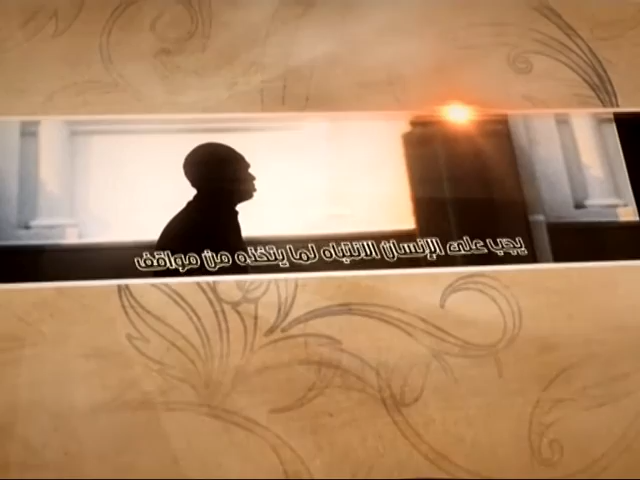 يجب على الإنسان الانتباه لما يتخذه من مواقف